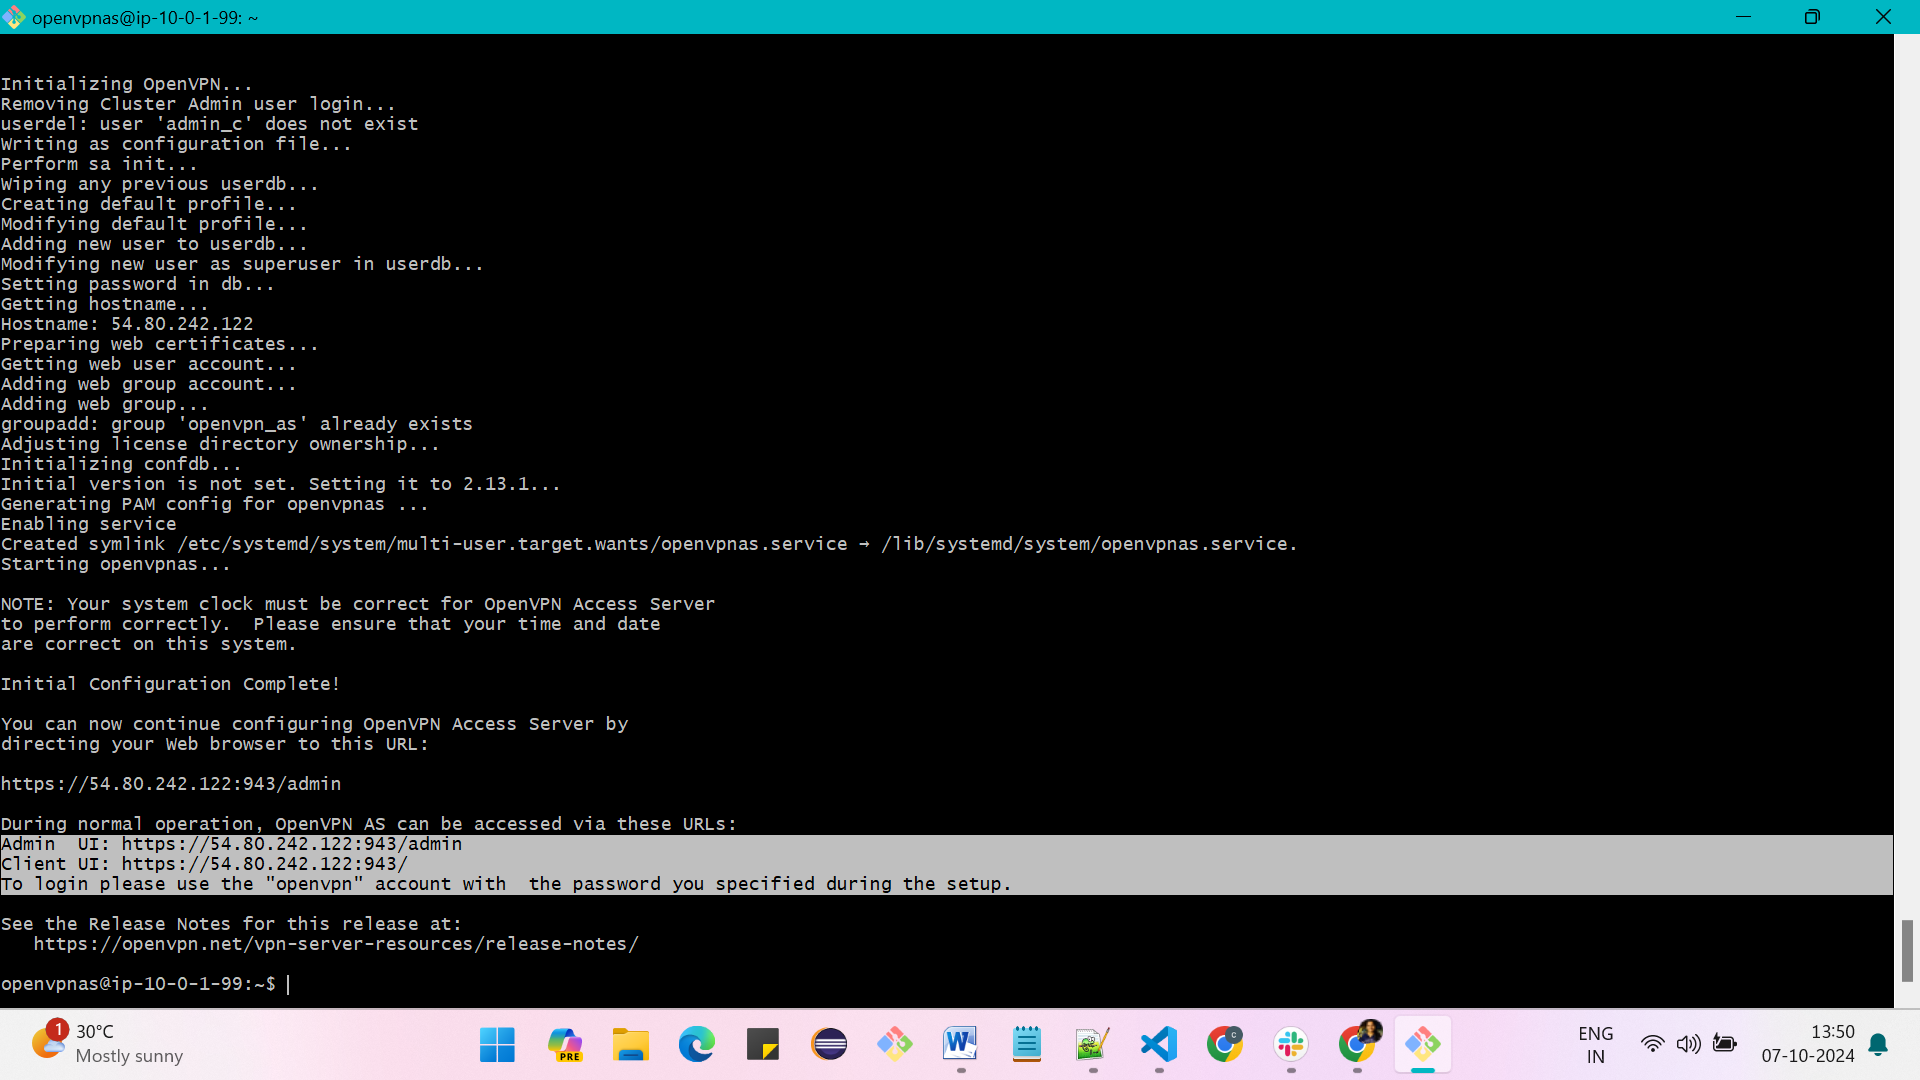 openvpnas@ip-10-0-1-99: ~
Initializing OpenVPN...
Removing Cluster Admin user login...
userdel: user 'admin_c' does not exist
Writing as configuration file...
Perform sa init...
Wiping any previous userdb...
Creating default profile...
Modifying default profile...
Adding new user to userdb...
Modifying new user as superuser in userdb...
Setting password in db...
Getting hostname...
Hostname: 54.80.242.122
Preparing web certificates...
Getting web user account...
Adding web group account...
Adding web group...
groupadd: group 'openvpn_as' already exists
Adjusting license directory ownership...
Initializing confdb...
Initial version is not set. Setting it to 2.13.1...
Generating PAM config for openvpnas ...
Enabling service
Created symlink /etc/systemd/system/multi-user.target.wants/openvpnas.service → /lib/systemd/system/openvpnas.service.
Starting openvpnas...
NOTE: Your system clock must be correct for OpenVPN Access Server
to perform correctly.  Please ensure that your time and date
are correct on this system.
Initial Configuration Complete!
You can now continue configuring OpenVPN Access Server by
directing your Web browser to this URL:
https://54.80.242.122:943/admin
During normal operation, OpenVPN AS can be accessed via these URLs:
Admin  UI: https://54.80.242.122:943/admin
Client UI: https://54.80.242.122:943/
To login please use the "openvpn" account with  the password you specified during the setup.
See the Release Notes for this release at:
https://openvpn.net/vpn-server-resources/release-notes/
openvpnas@ip-10-0-1-99:~$
1
30°C
Mostly sunny
PRE
W
C
ENG
IN
13:50
07-10-2024